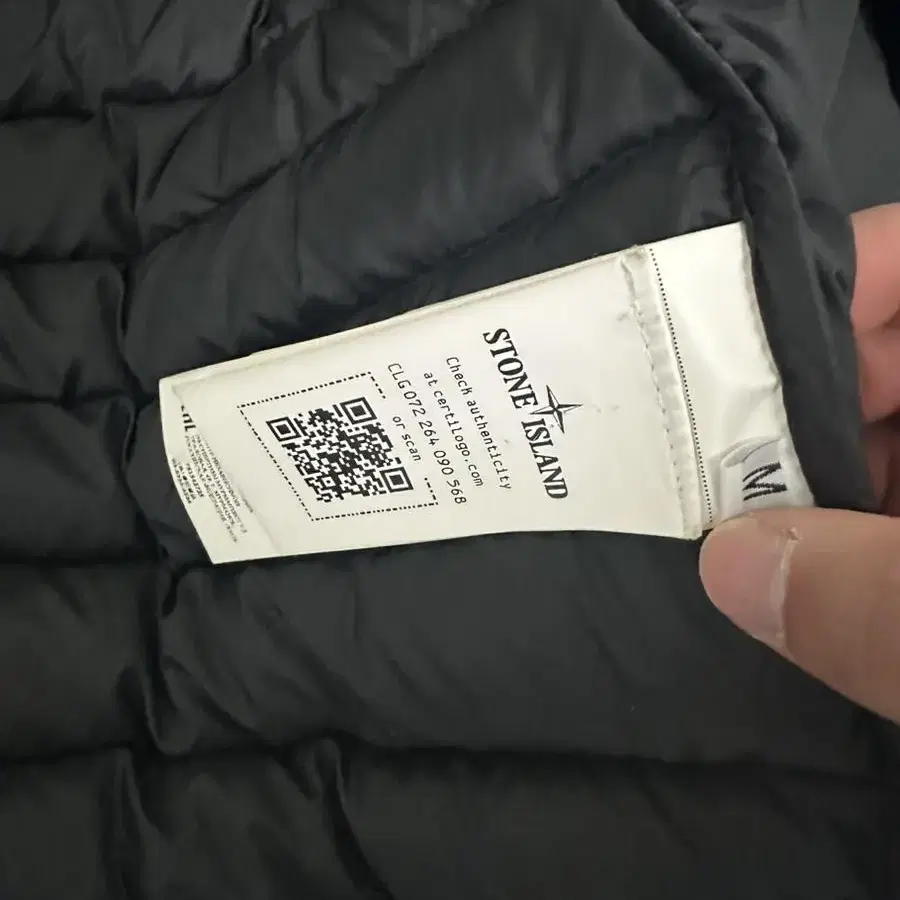 STONE ISLAND
Check authenticity
at certilogo.com
CLG 072 264 090 568
or scan
M